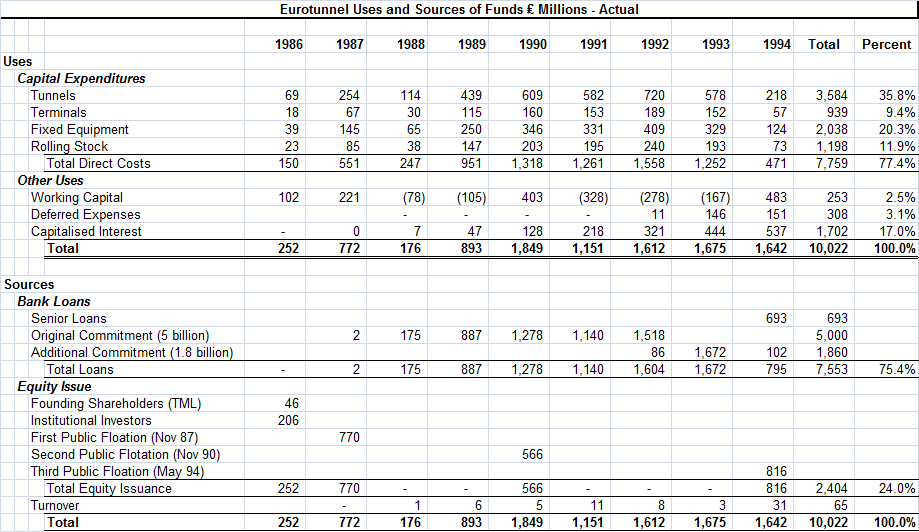 Eurotunnel Uses and Sources of Funds £ Millions - Actual
1986 1987 1988 1989 1990 1991 1992 1993 1994 Total Percent
Uses
Capital Expenditures
Tunnels 69 254 114 439 609 582 720 578 218 3,584 35.8%
Terminals 18 67 30 115 160 153 189 152 57 939 9.4%
Fixed Equipment 39 145 65 250 346 331 409 329 124 2,038 20.3%
Rolling Stock 23 85 38 147 203 195 240 193 73 1,198 11.9%
Total Direct Costs 150 551 247 951 1,318 1,261 1,558 1,252 471 7,759 77.4%
Other Uses
Working Capital 102 221 (78) (105) 403 (328) (278) (167) 483 253 2.5%
Deferred Expenses - - - - 11 146 151 308 3.1%
Capitalised Interest - 0 7 47 128 218 321 444 537 1,702 17.0%
Total 252 772 176 893 1,849 1,151 1,612 1,675 1,642 10,022 100.0%
Sources
Bank Loans
Senior Loans 693 693
Original Commitment (5 billion) 2 175 887 1,278 1,140 1,518 5,000
Additional Commitment (1.8 billion) 86 1,672 102 1,860
Total Loans - 2 175 887 1,278 1,140 1,604 1,672 795 7,553 75.4%
Equity Issue
Founding Shareholders (TML) 46
Institutional Investors 206
First Public Floation (Nov 87) 770
Second Public Flotation (Nov 90) 566
Third Public Floation (May 94) 816
Total Equity Issuance 252 770 - - 566 - - - 816 2,404 24.0%
Turnover - 1 6 5 11 8 3 31 65
Total 252 772 176 893 1,849 1,151 1,612 1,675 1,642 10,022 100.0%